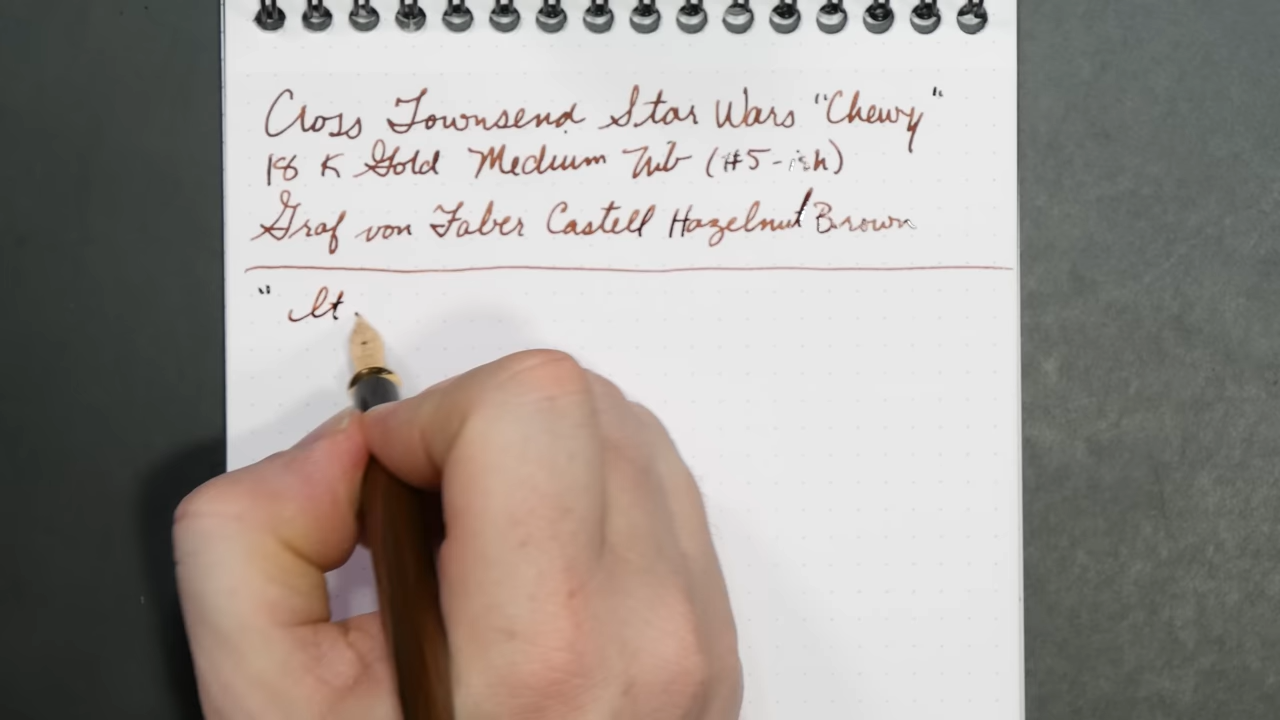 Cross Townsend Star Wars "Chewy"
18 K Gold Medium Nib (#5-ish)
Graf von Faber Castell Hazelnut Brown
" It